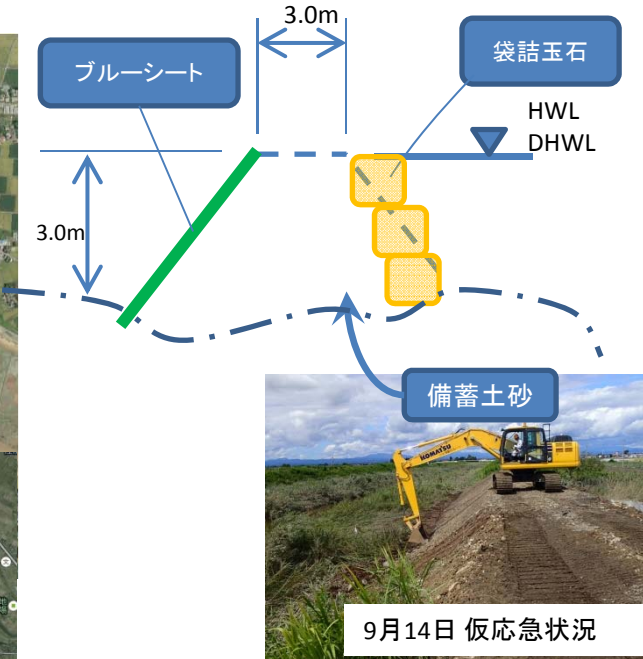 3.0m
ブルーシート
袋詰玉石
HWL
DHWL
3.0m
備蓄土砂
KOMATSU
9月14日 仮応急状況